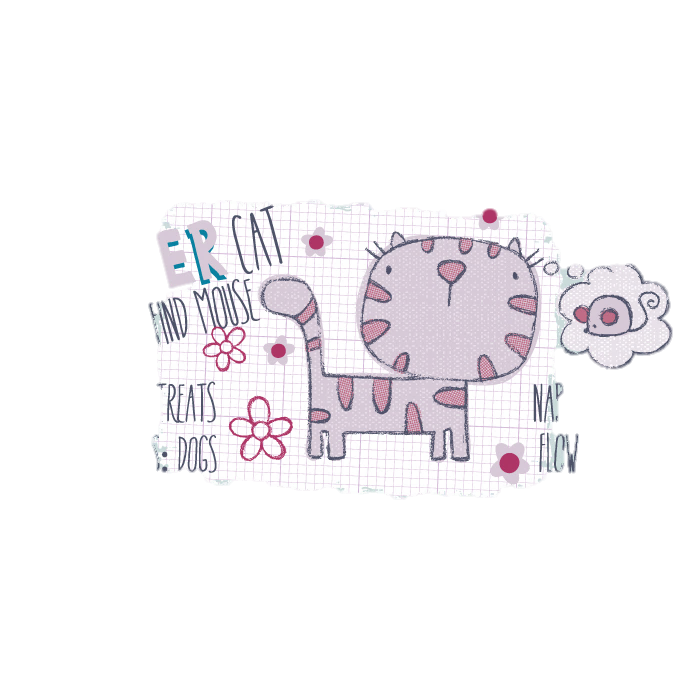 ER CAT
FIND MOUSE
TREATS
DOGS
NAP
FLOW